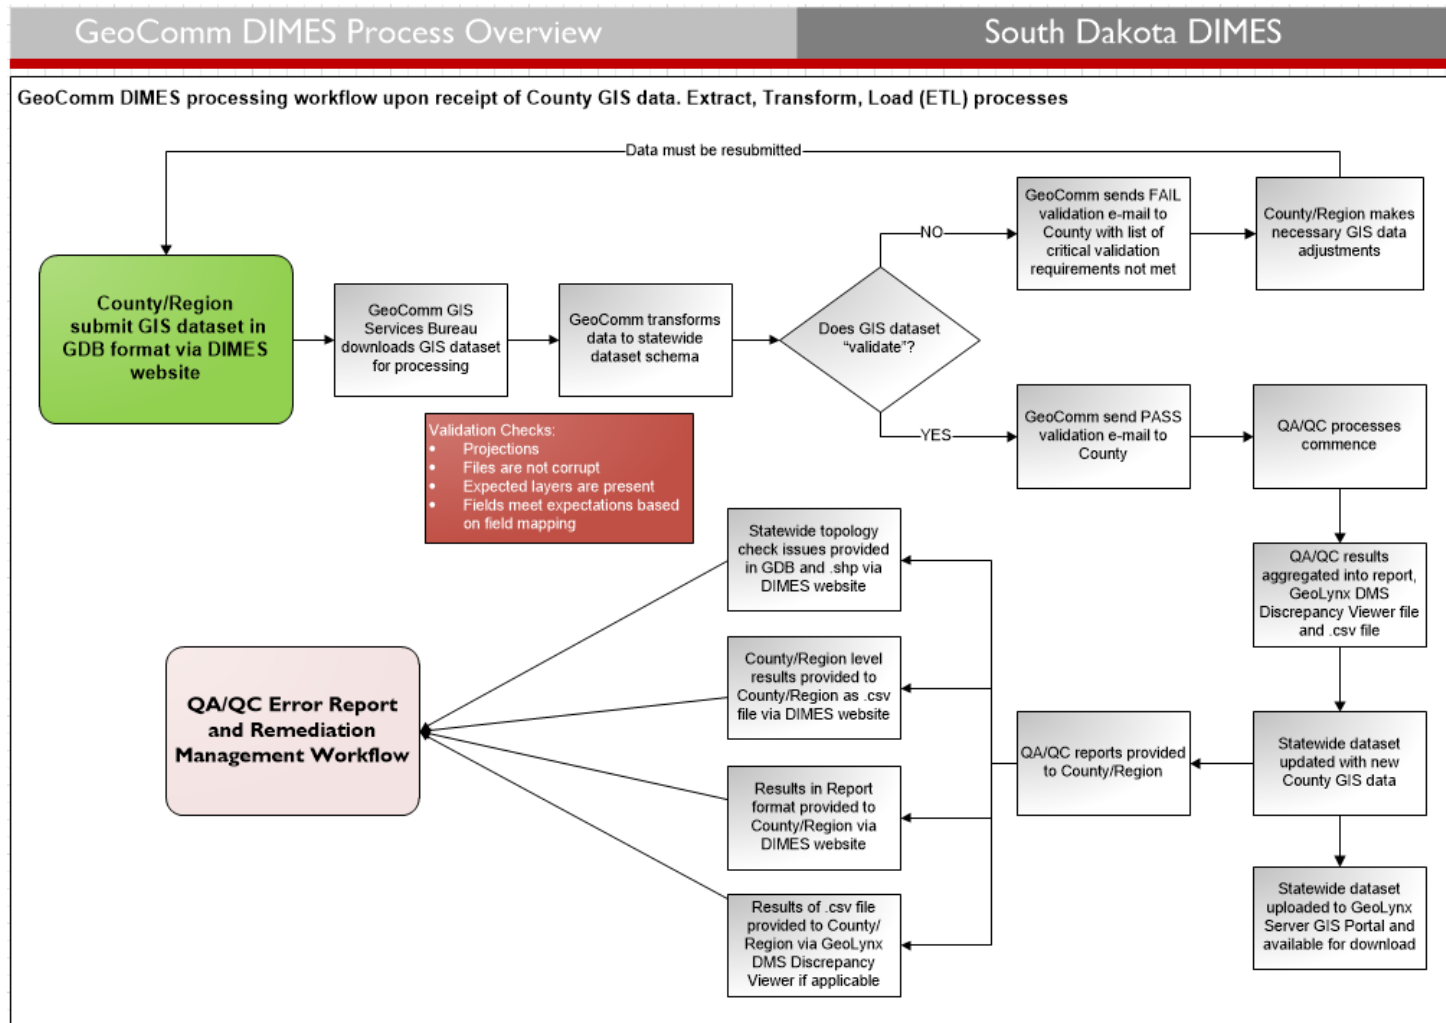 GeoComm DIMES Process Overview
South Dakota DIMES
GeoComm DIMES processing workflow upon receipt of County GIS data. Extract, Transform, Load (ETL) processes
Data must be resubmitted
County/Region
submit GIS dataset in
GDB format via DIMES
website
GeoComm GIS
Services Bureau
downloads GIS dataset
for processing
GeoComm transforms
data to statewide
dataset schema
Does GIS dataset
“validate”?
NO
GeoComm sends FAIL
validation e-mail to
County with list of
critical validation
requirements not met
County/Region makes
necessary GIS data
adjustments
YES
GeoComm send PASS
validation e-mail to
County
QA/QC processes
commence
Validation Checks:
• Projections
• Files are not corrupt
• Expected layers are present
• Fields meet expectations based
on field mapping
QA/QC results
aggregated into report,
GeoLynx DMS
Discrepancy Viewer file
and .csv file
Statewide dataset
updated with new
County GIS data
Statewide dataset
uploaded to GeoLynx
Server GIS Portal and
available for download
QA/QC reports provided
to County/Region
Statewide topology
check issues provided
in GDB and .shp via
DIMES website
County/Region level
results provided to
County/Region as .csv
file via DIMES website
Results in Report
format provided to
County/Region via
DIMES website
Results of .csv file
provided to County/
Region via GeoLynx
DMS Discrepancy
Viewer if applicable
QA/QC Error Report
and Remediation
Management Workflow